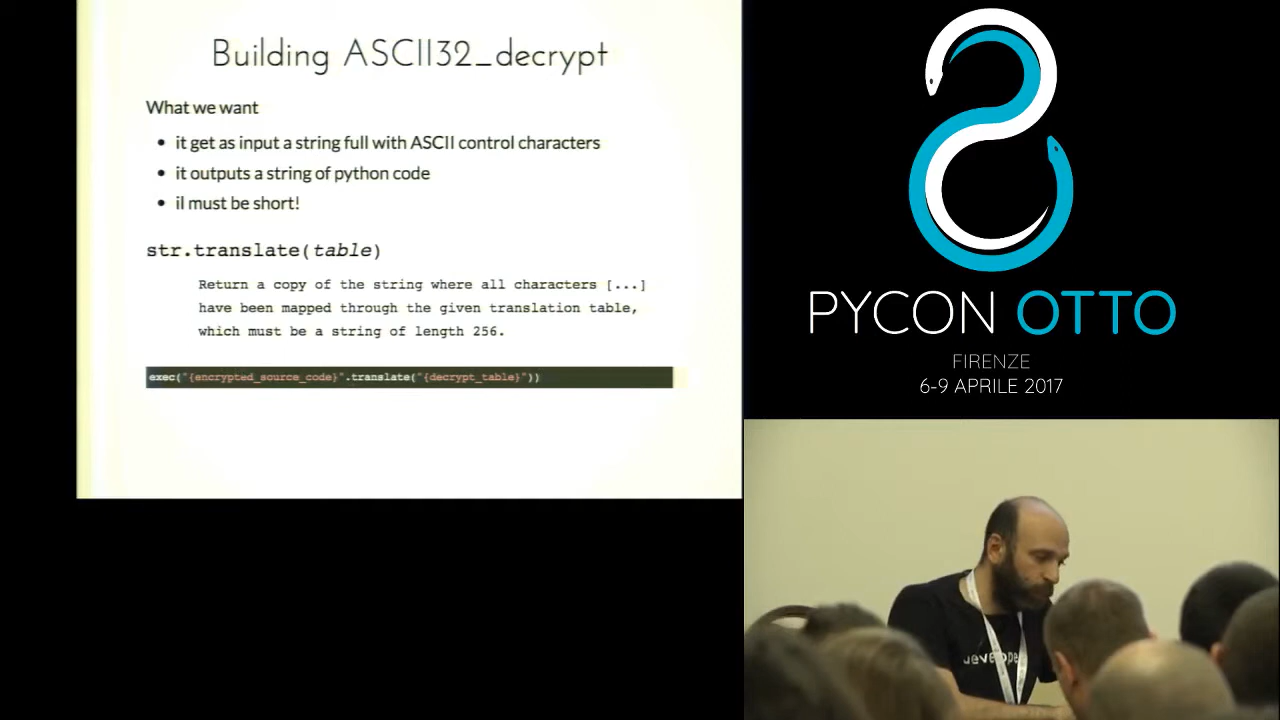 Building ASCII32_decrypt
What we want
it get as input a string full with ASCII control characters
it outputs a string of python code
il must be short!
str.translate(table)
Return a copy of the string where all characters [...]
have been mapped through the given translation table,
which must be a string of length 256.
exec("{encrypted_source_code}".translate("{decrypt_table}"))
PYCON OTTO
FIRENZE
6-9 APRILE 2017
develope